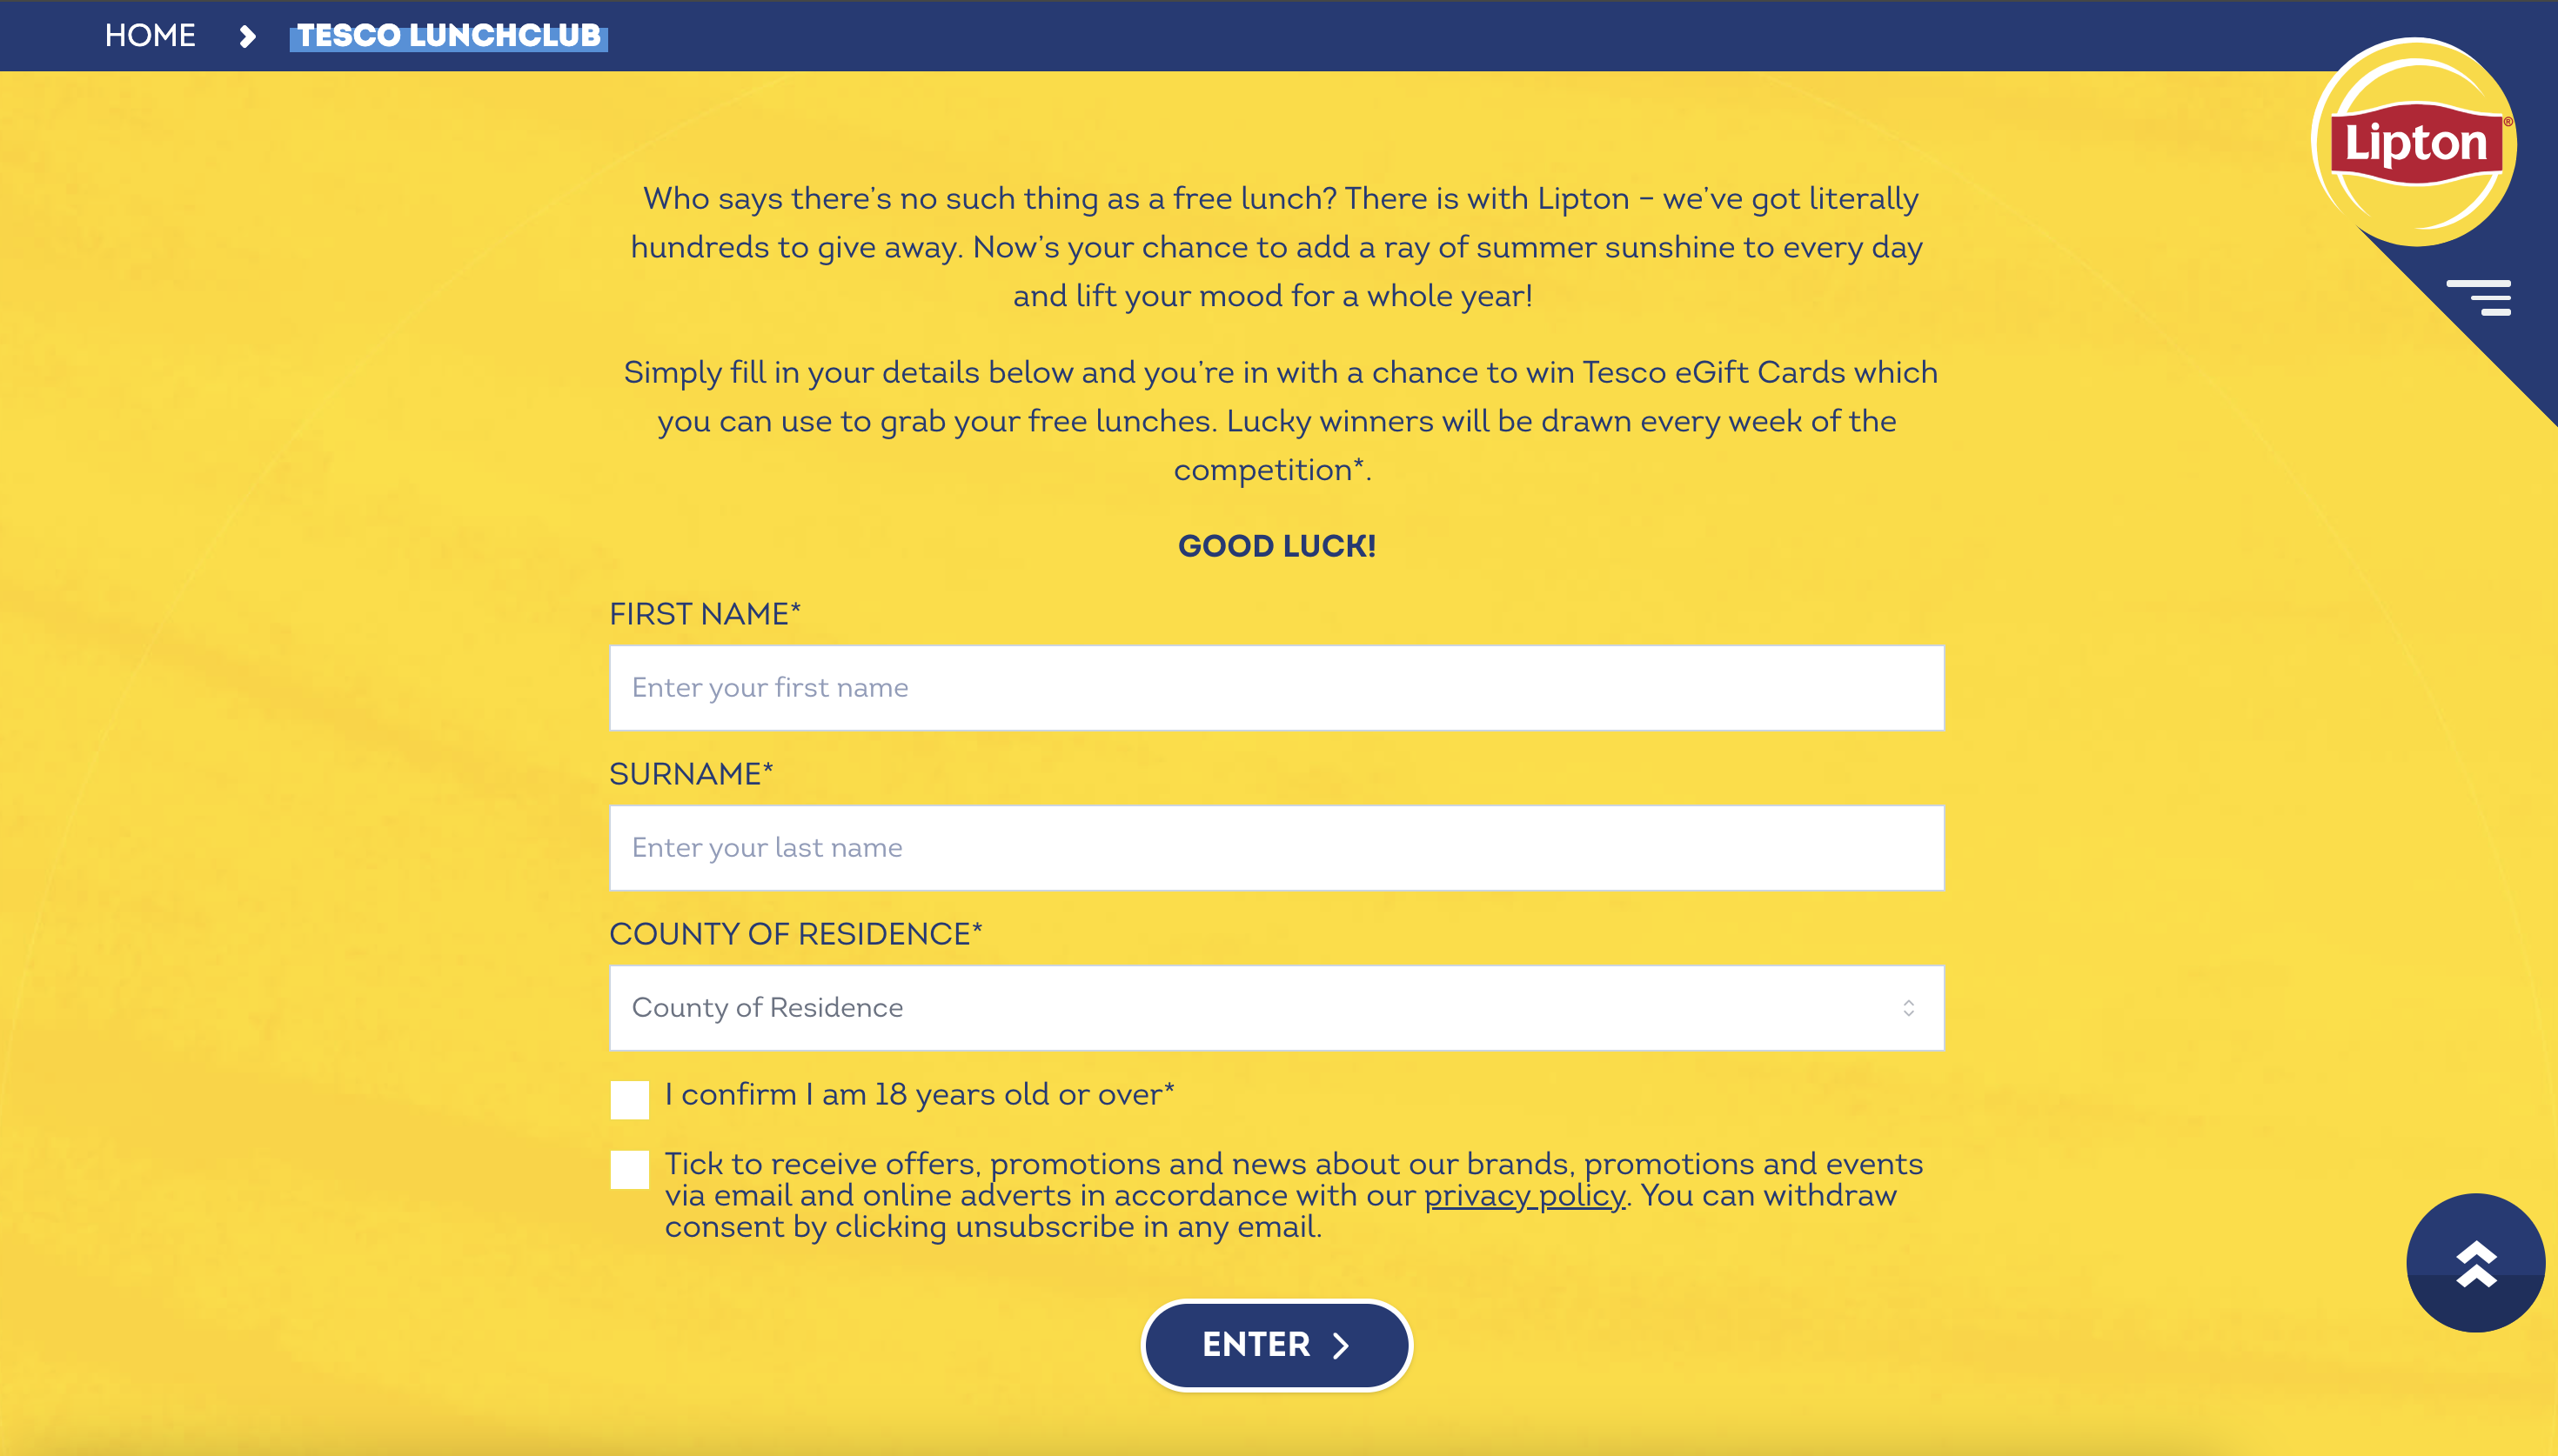 HOME
TESCO LUNCHCLUB
Lipton®
Who says there's no such thing as a free lunch? There is with Lipton – we've got literally
hundreds to give away. Now's your chance to add a ray of summer sunshine to every day
and lift your mood for a whole year!
Simply fill in your details below and you're in with a chance to win Tesco eGift Cards which
you can use to grab your free lunches. Lucky winners will be drawn every week of the
competition*.
GOOD LUCK!
FIRST NAME*
Enter your first name
SURNAME*
Enter your last name
COUNTY OF RESIDENCE*
County of Residence
I confirm I am 18 years old or over*
Tick to receive offers, promotions and news about our brands, promotions and events
via email and online adverts in accordance with our privacy policy. You can withdraw
consent by clicking unsubscribe in any email.
ENTER